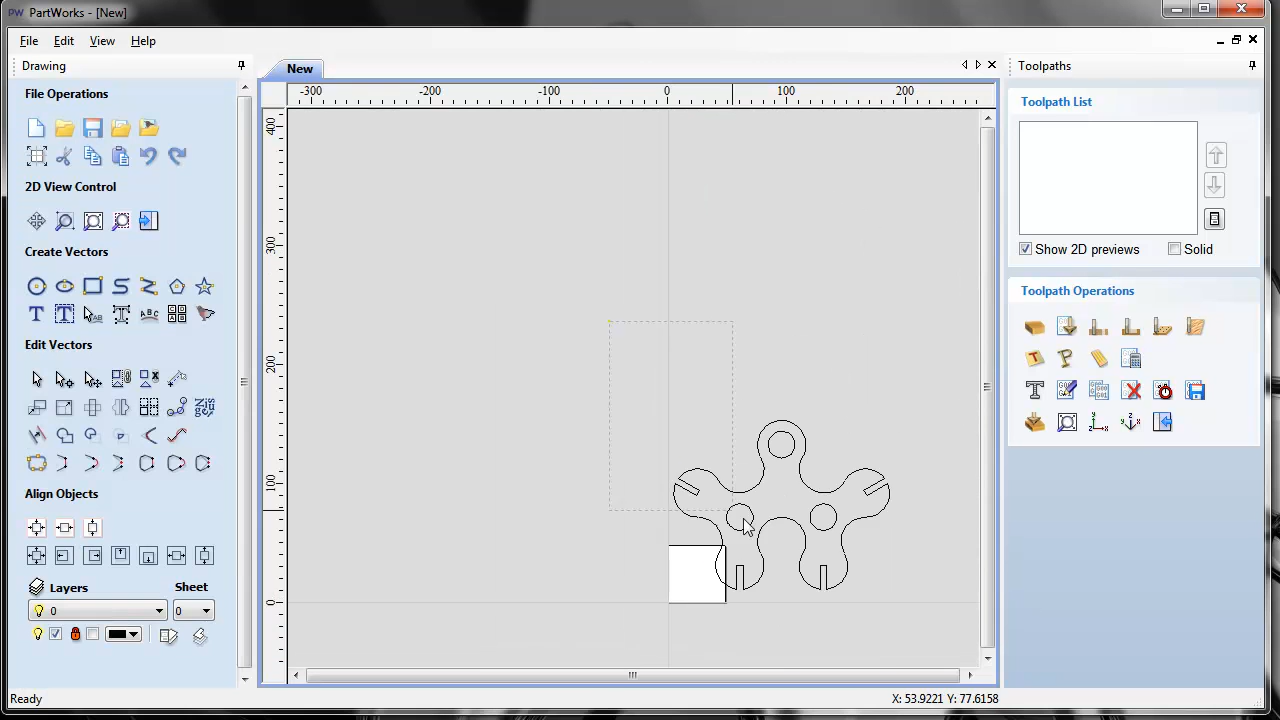 PW PartWorks - [New]
File Edit View Help
Drawing
File Operations
2D View Control
Create Vectors
Edit Vectors
Align Objects
Layers Sheet
0 0
Ready
New
-300 -200 -100 0 100 200
400
300
200
100
0
Toolpaths
Toolpath List
Show 2D previews Solid
Toolpath Operations
X: 53.9221 Y: 77.6158